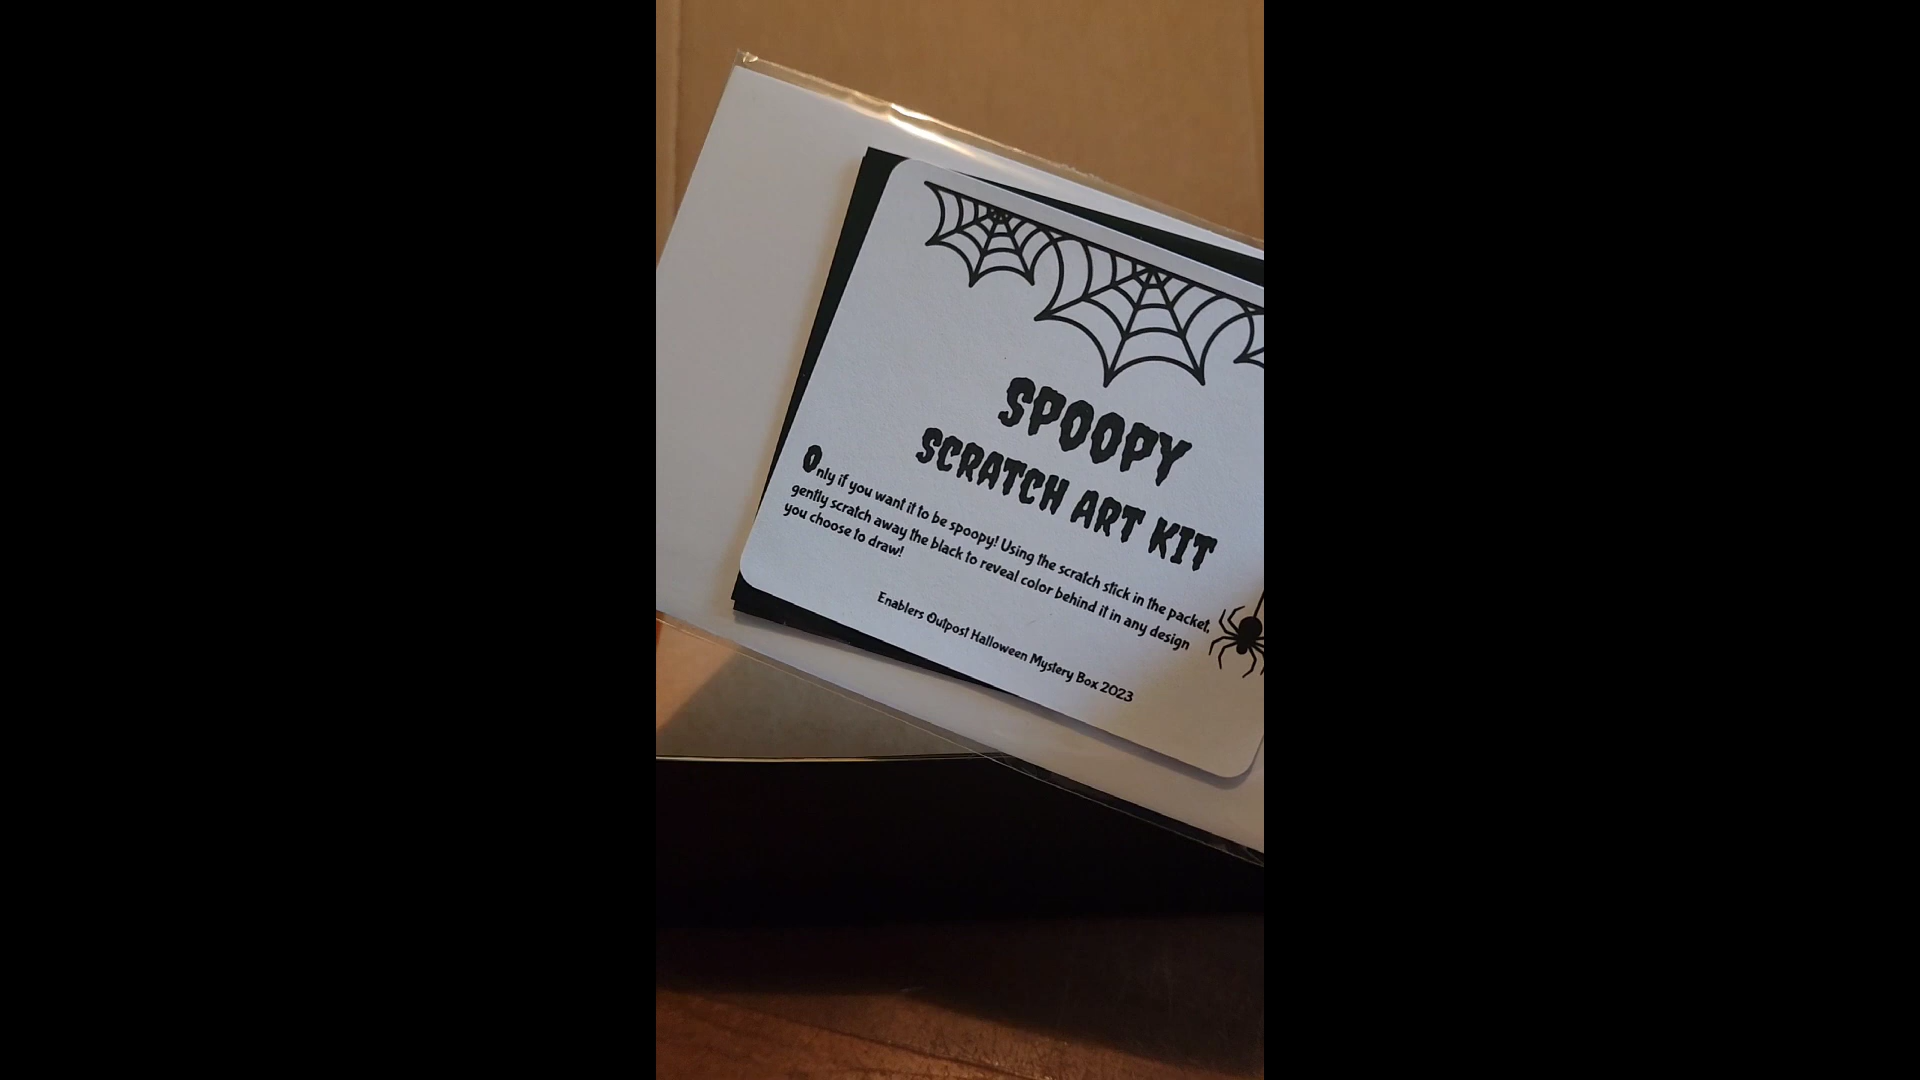 SPOOPY
SCRATCH ART KIT
Only if you want it to be spoopy! Using the scratch stick in the packet,
gently scratch away the black to reveal color behind it in any design
you choose to draw!
Enablers Outpost Halloween Mystery Box 2023